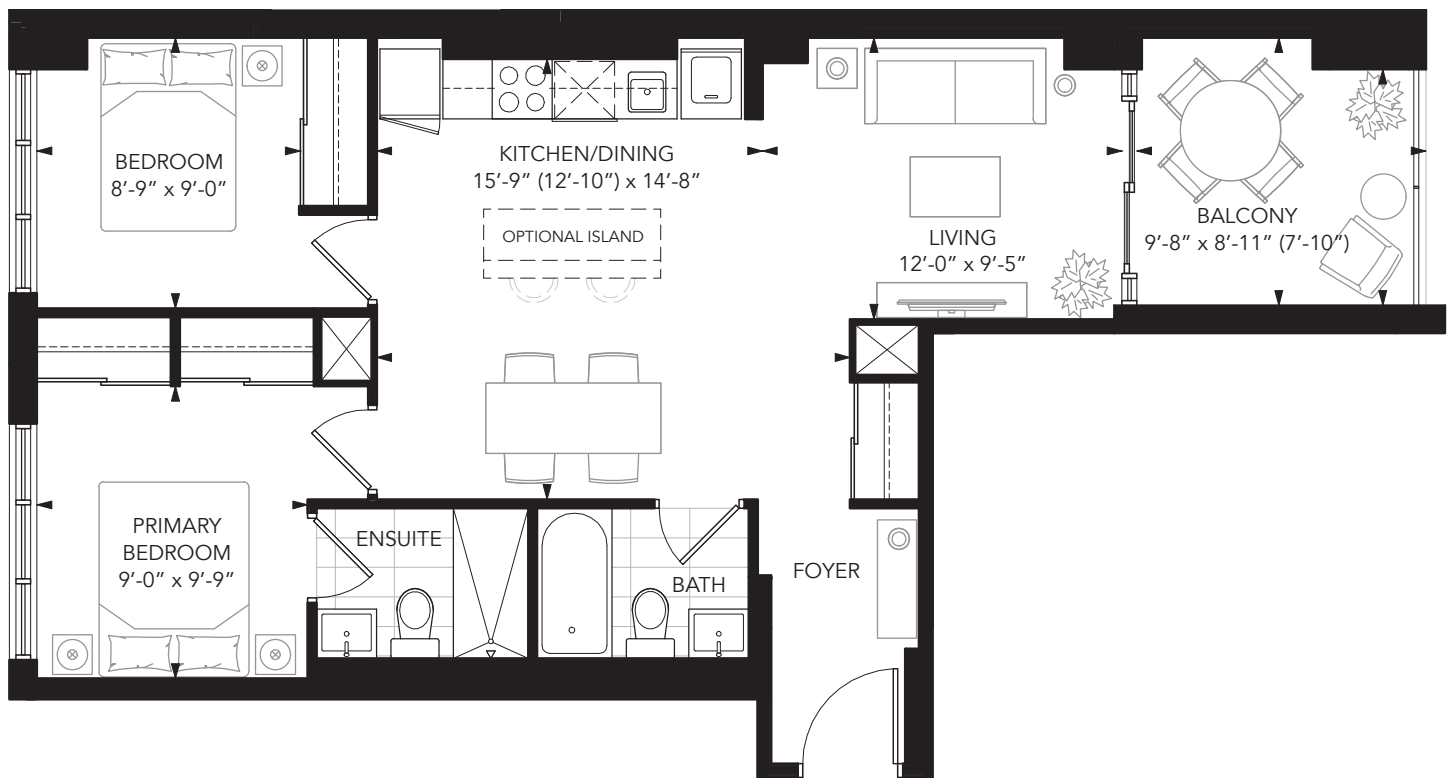 BEDROOM
8’-9” x 9’-0”
KITCHEN/DINING
15’-9” (12’-10”) x 14’-8”
OPTIONAL ISLAND
LIVING
12’-0” x 9’-5”
BALCONY
9’-8” x 8’-11” (7’-10”)
PRIMARY
BEDROOM
9’-0” x 9’-9”
ENSUITE
BATH
FOYER